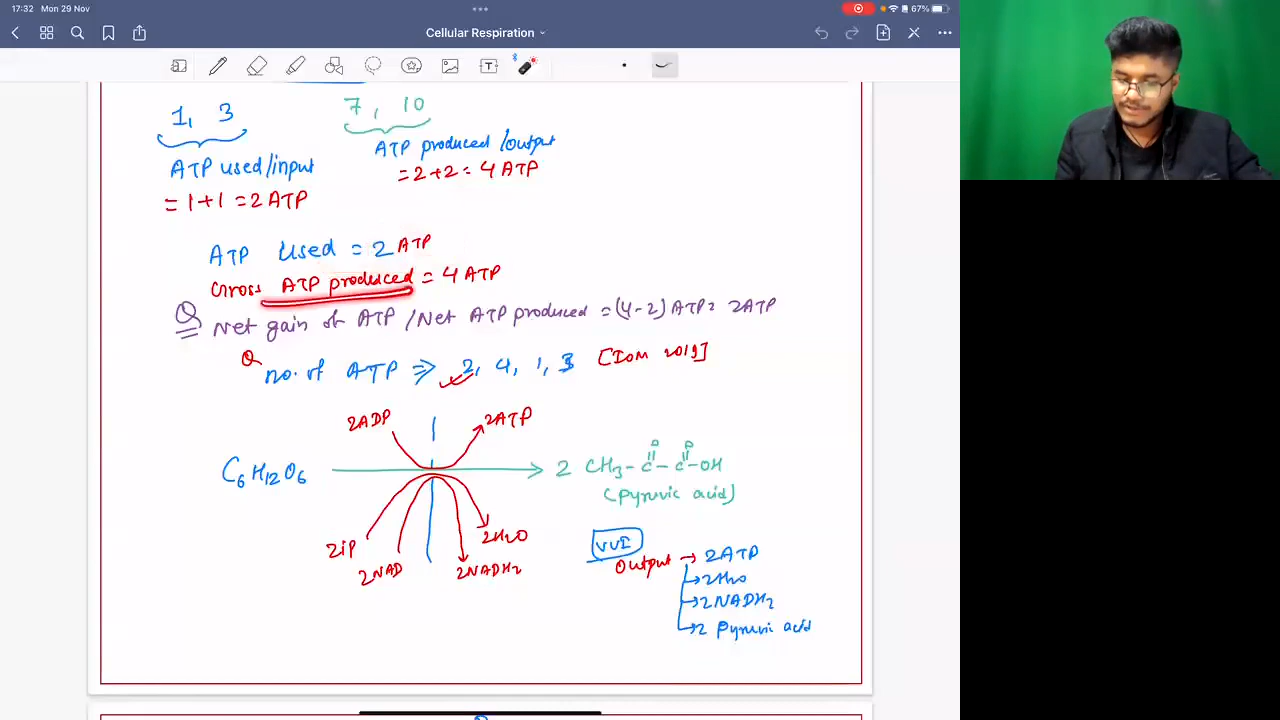 17:32 Mon 29 Nov
67%
Cellular Respiration
1, 3
7, 10
ATP used/input
= 1+1 = 2 ATP
ATP produced/output
= 2+2 = 4 ATP
ATP Used = 2 ATP
Gross ATP produced = 4 ATP
Q Net gain of ATP /Net ATP produced = (4-2) ATP = 2ATP
Q no. of ATP ⇒ 2, 4, 1, 3 [IOM 2019]
2ADP
2ATP
C6H12O6
2 CH3-C-C-OH
O O
(pyruvic acid)
2iP
2NAD
2H2O
2NADH2
VVI
Output → 2ATP
→ 2H2O
→ 2NADH2
→ 2 Pyruvic acid